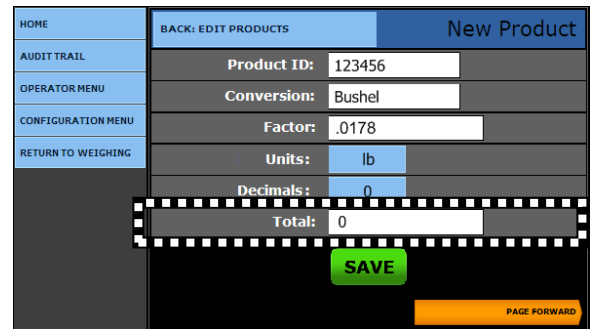 HOME
AUDIT TRAIL
OPERATOR MENU
CONFIGURATION MENU
RETURN TO WEIGHING
BACK: EDIT PRODUCTS
New Product
Product ID: 123456
Conversion: Bushel
Factor: .0178
Units: lb
Decimals: 0
Total: 0
SAVE
PAGE FORWARD